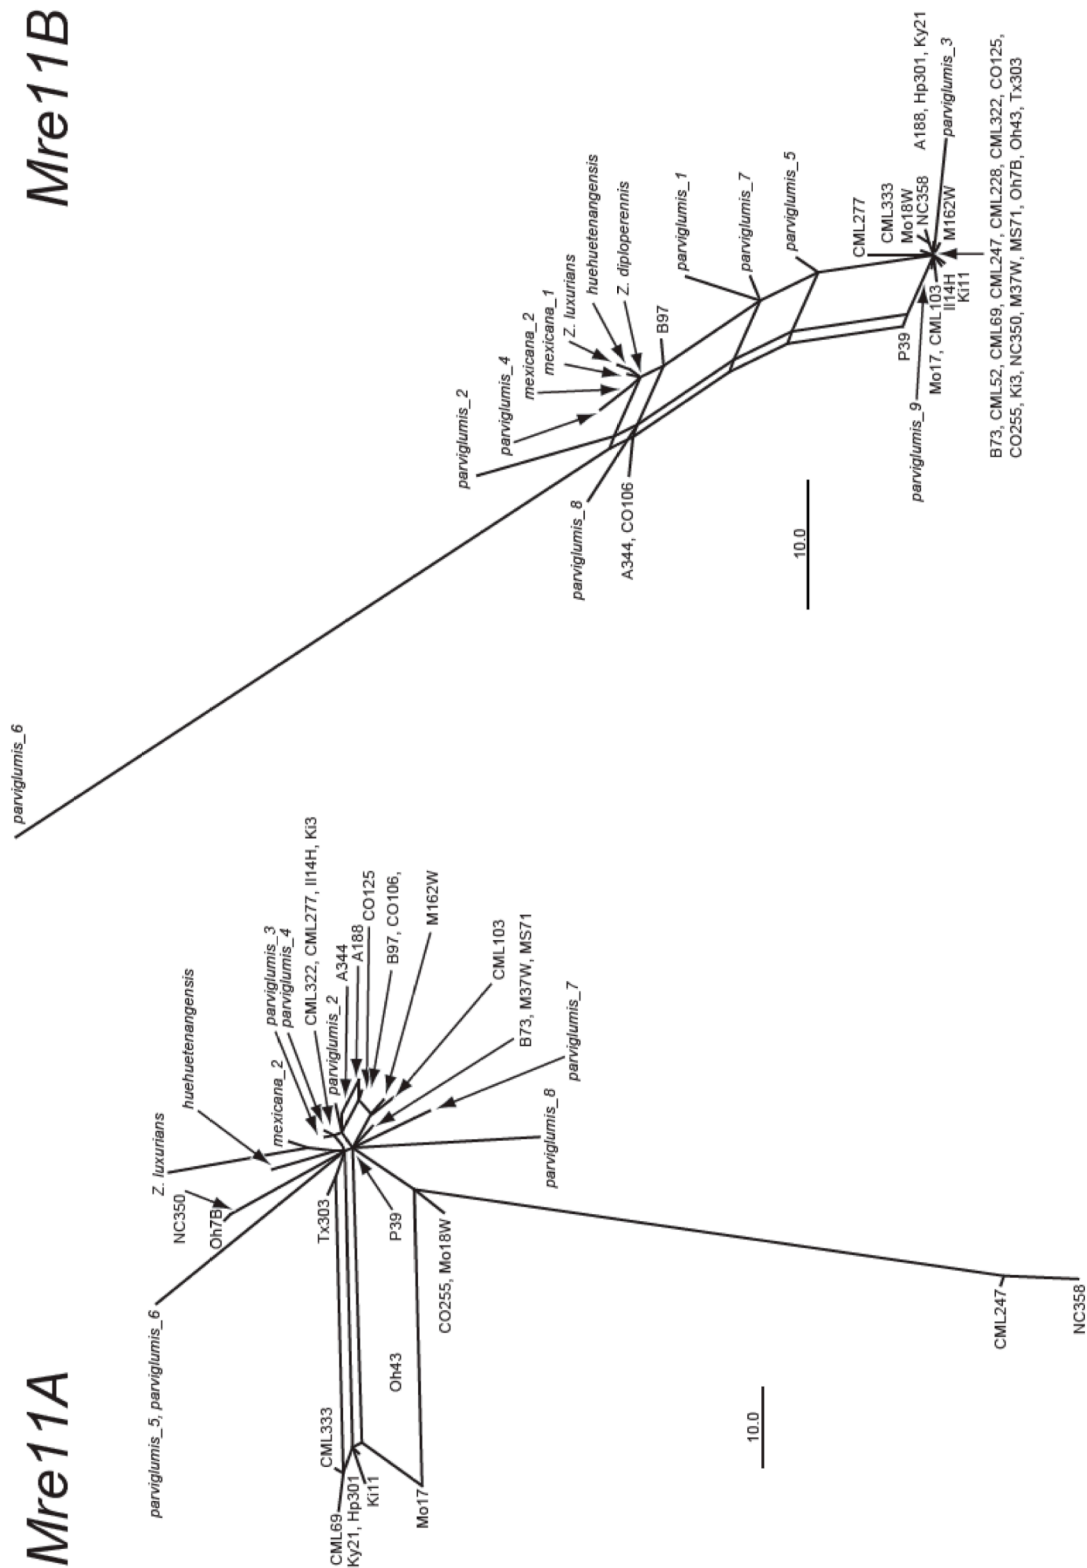 Mre11A
parviglumis_5, parviglumis_6
NC350
Oh7B
Z. luxurians
huehuetenangensis
mexicana_2
parviglumis_3
parviglumis_4
CML322, CML277, Il14H, Ki3
parviglumis_2
A344
A188
CO125
B97, CO106,
M162W
CML103
B73, M37W, MS71
parviglumis_7
parviglumis_8
Tx303
P39
CO255, Mo18W
Oh43
CML333
CML69
Ky21, Hp301
Ki11
Mo17
CML247
NC358
10.0
Mre11B
parviglumis_6
parviglumis_2
parviglumis_4
mexicana_2
mexicana_1
Z. luxurians
huehuetenangensis
Z. diploperennis
B97
parviglumis_8
A344, CO106
parviglumis_1
parviglumis_7
parviglumis_5
10.0
CML277
CML333
Mo18W
NC358
A188, Hp301, Ky21
parviglumis_3
M162W
P39
Mo17, CML103
Il14H
Ki11
parviglumis_9
B73, CML52, CML69, CML247, CML228, CML322, CO125,
CO255, Ki3, NC350, M37W, MS71, Oh7B, Oh43, Tx303